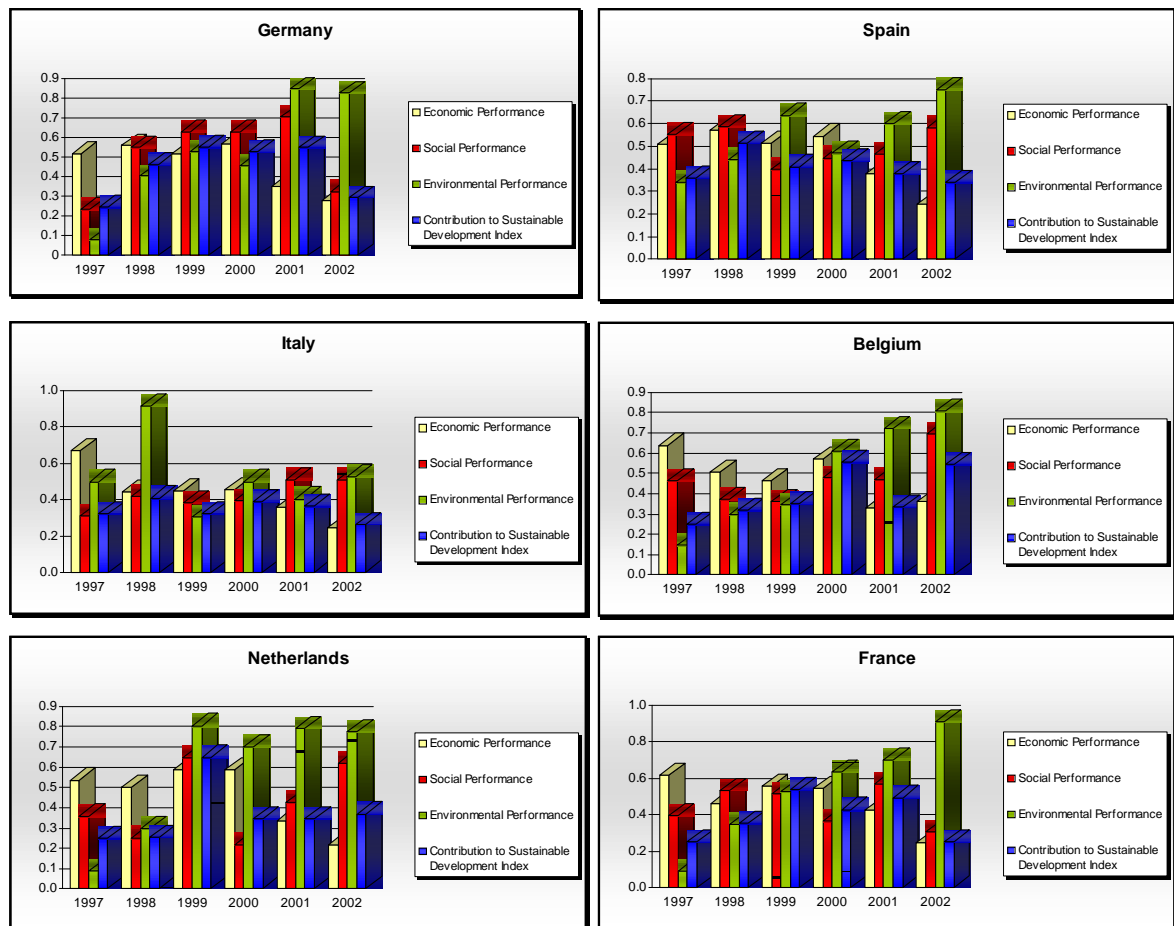 Germany
0.9
0.8
0.7
0.6
0.5
0.4
0.3
0.2
0.1
0
1997 1998 1999 2000 2001 2002
Economic Performance
Social Performance
Environmental Performance
Contribution to Sustainable
Development Index
Spain
0.8
0.7
0.6
0.5
0.4
0.3
0.2
0.1
0.0
1997 1998 1999 2000 2001 2002
Economic Performance
Social Performance
Environmental Performance
Contribution to Sustainable
Development Index
Italy
1.0
0.6
0.4
0.2
0.0
1997 1998 1999 2000 2001 2002
Economic Performance
Social Performance
Environmental Performance
Contribution to Sustainable
Development Index
Belgium
0.9
0.8
0.7
0.6
0.5
0.4
0.3
0.2
0.1
0.0
1997 1998 1999 2000 2001 2002
Economic Performance
Social Performance
Environmental Performance
Contribution to Sustainable
Development Index
Netherlands
0.9
0.8
0.7
0.6
0.5
0.4
0.3
0.2
0.1
0.0
1997 1998 1999 2000 2001 2002
Economic Performance
Social Performance
Environmental Performance
Contribution to Sustainable
Development Index
France
1.0
0.8
0.6
0.4
0.2
0.0
1997 1998 1999 2000 2001 2002
Economic Performance
Social Performance
Environmental Performance
Contribution to Sustainable
Development Index